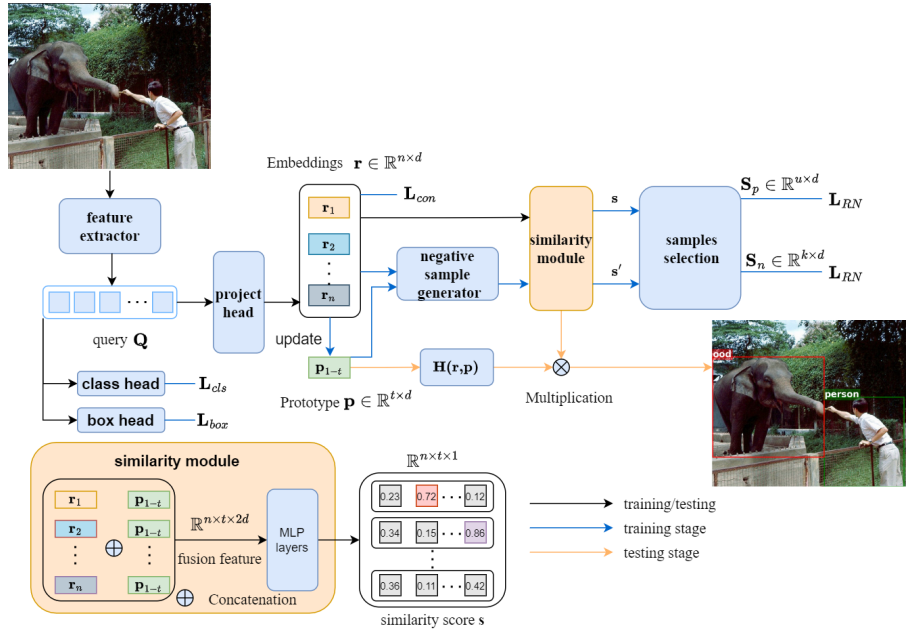 feature
extractor
query Q
project
head
class head
L_cls
box head
L_box
Embeddings r ∈ ℝ^{n×d}
L_con
r_1
r_2
r_n
update
p_{1-t}
Prototype p ∈ ℝ^{t×d}
negative
sample
generator
H(r,p)
similarity
module
s
s′
Multiplication
samples
selection
S_p ∈ ℝ^{u×d}
L_RN
S_n ∈ ℝ^{k×d}
L_RN
ood
person
similarity module
r_1 p_{1-t}
r_2 p_{1-t}
r_n p_{1-t}
ℝ^{n×t×2d}
fusion feature
MLP
layers
Concatenation
ℝ^{n×t×1}
0.23 0.72 ··· 0.12
0.34 0.15 ··· 0.86
0.36 0.11 ··· 0.42
similarity score s
training/testing
training stage
testing stage